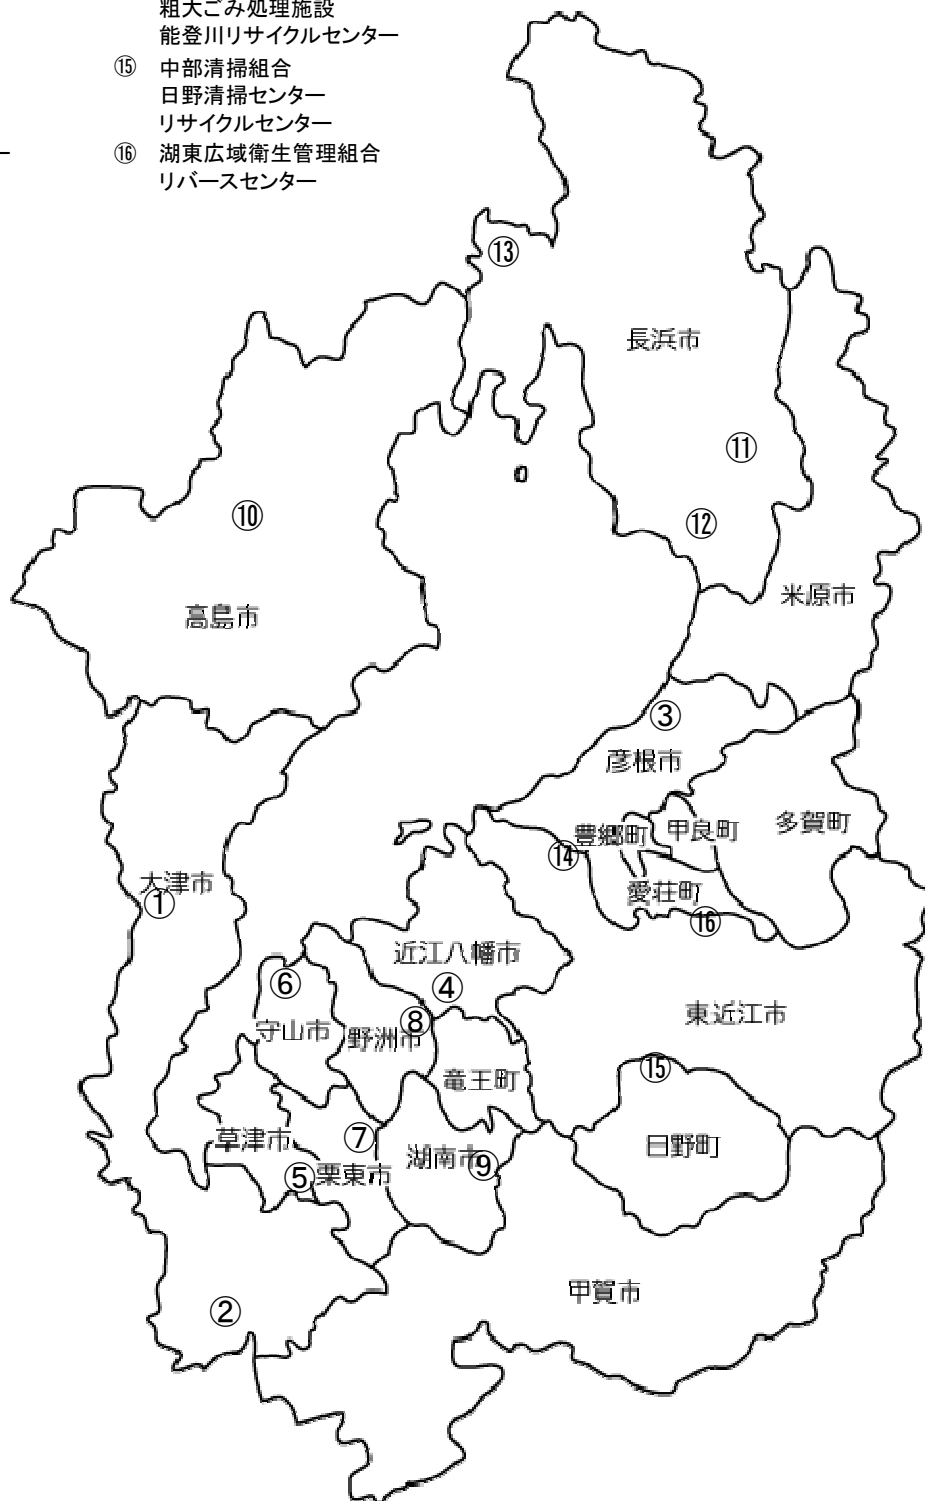 粗大ごみ処理施設
能登川リサイクルセンター
⑮ 中部清掃組合
日野清掃センター
リサイクルセンター
⑯ 湖東広域衛生管理組合
リバースセンター
⑬
長浜市
⑪
⑩
⑫
米原市
高島市
③
彦根市
多賀町
豊郷町
甲良町
⑭
大津市
愛荘町
①
⑯
近江八幡市
⑥
④
東近江市
⑧
守山市
野洲市
⑮
竜王町
草津市
⑦
日野町
湖南市
⑨
⑤
栗東市
甲賀市
②